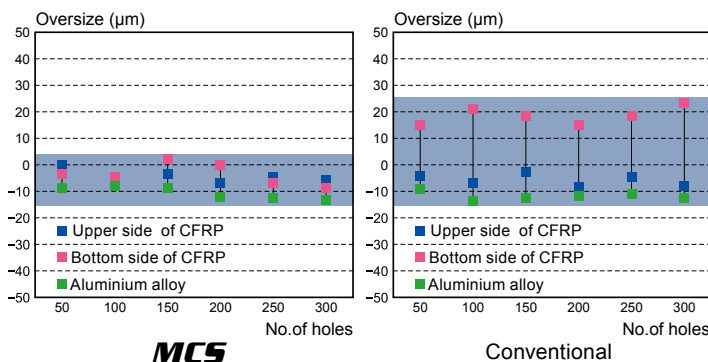 Oversize (µm)
50
40
30
20
10
0
−10
−20
−30
−40
−50
Upper side of CFRP
Bottom side of CFRP
Aluminium alloy
50 100 150 200 250 300
No.of holes
MCS
Oversize (µm)
50
40
30
20
10
0
−10
−20
−30
−40
−50
Upper side of CFRP
Bottom side of CFRP
Aluminium alloy
50 100 150 200 250 300
No.of holes
Conventional